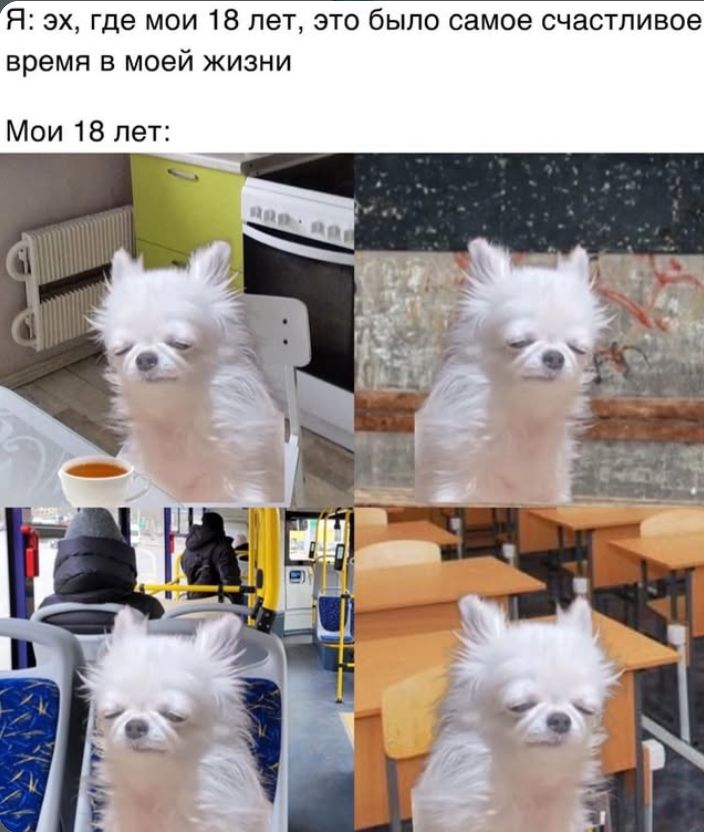 Я: эх, где мои 18 лет, это было самое счастливое
время в моей жизни
Мои 18 лет: